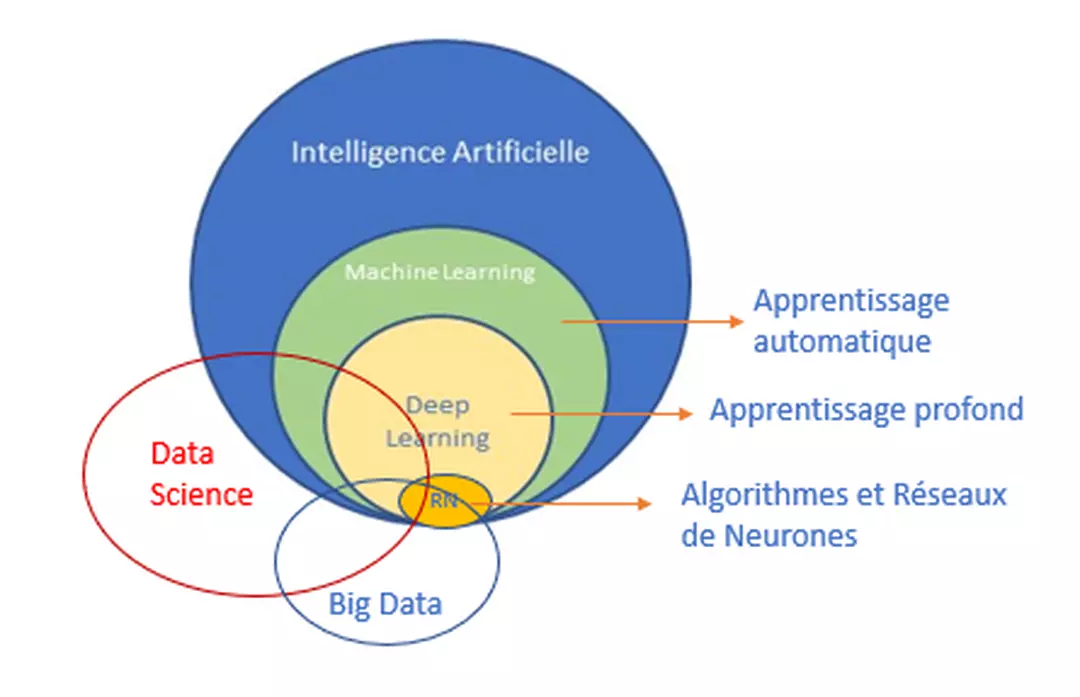 Intelligence Artificielle
Machine Learning
Apprentissage
automatique
Deep
Learning
Apprentissage profond
Data
Science
RN
Algorithmes et Réseaux
de Neurones
Big Data